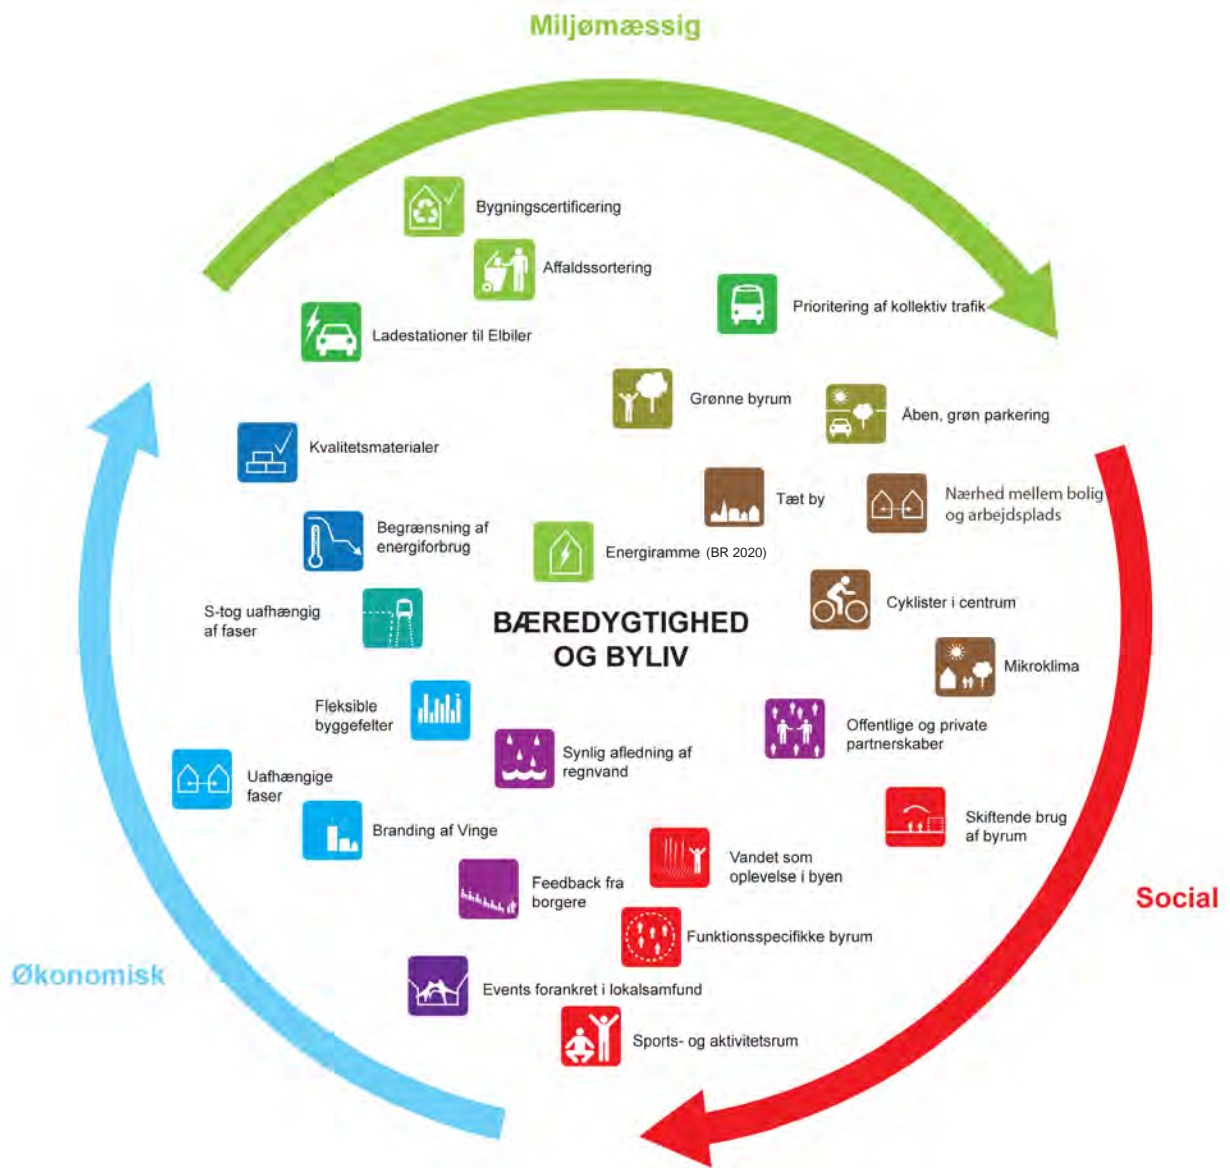 Miljømæssig
Bygningscertificering
Affaldssortering
Prioritering af kollektiv trafik
Ladestationer til Elbiler
Grønne byrum
Åben, grøn parkering
Kvalitetsmaterialer
Tæt by
Nærhed mellem bolig
og arbejdsplads
Begrænsning af
energiforbrug
Energiramme (BR 2020)
S-tog uafhængig
af faser
Cyklister i centrum
BÆREDYGTIGHED
OG BYLIV
Mikroklima
Fleksible
byggefelter
Offentlige og private
partnerskaber
Synlig afledning af
regnvand
Uafhængige
faser
Branding af Vinge
Skiftende brug
af byrum
Vandet som
oplevelse i byen
Feedback fra
borgere
Social
Funktionsspecifikke byrum
Økonomisk
Events forankret i lokalsamfund
Sports- og aktivitetsrum